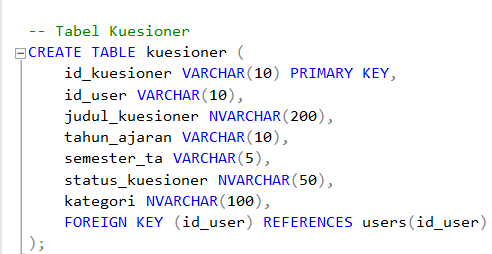 -- Tabel Kuesioner
CREATE TABLE kuesioner (
id_kuesioner VARCHAR(10) PRIMARY KEY,
id_user VARCHAR(10),
judul_kuesioner NVARCHAR(200),
tahun_ajaran VARCHAR(10),
semester_ta VARCHAR(5),
status_kuesioner NVARCHAR(50),
kategori NVARCHAR(100),
FOREIGN KEY (id_user) REFERENCES users(id_user)
);